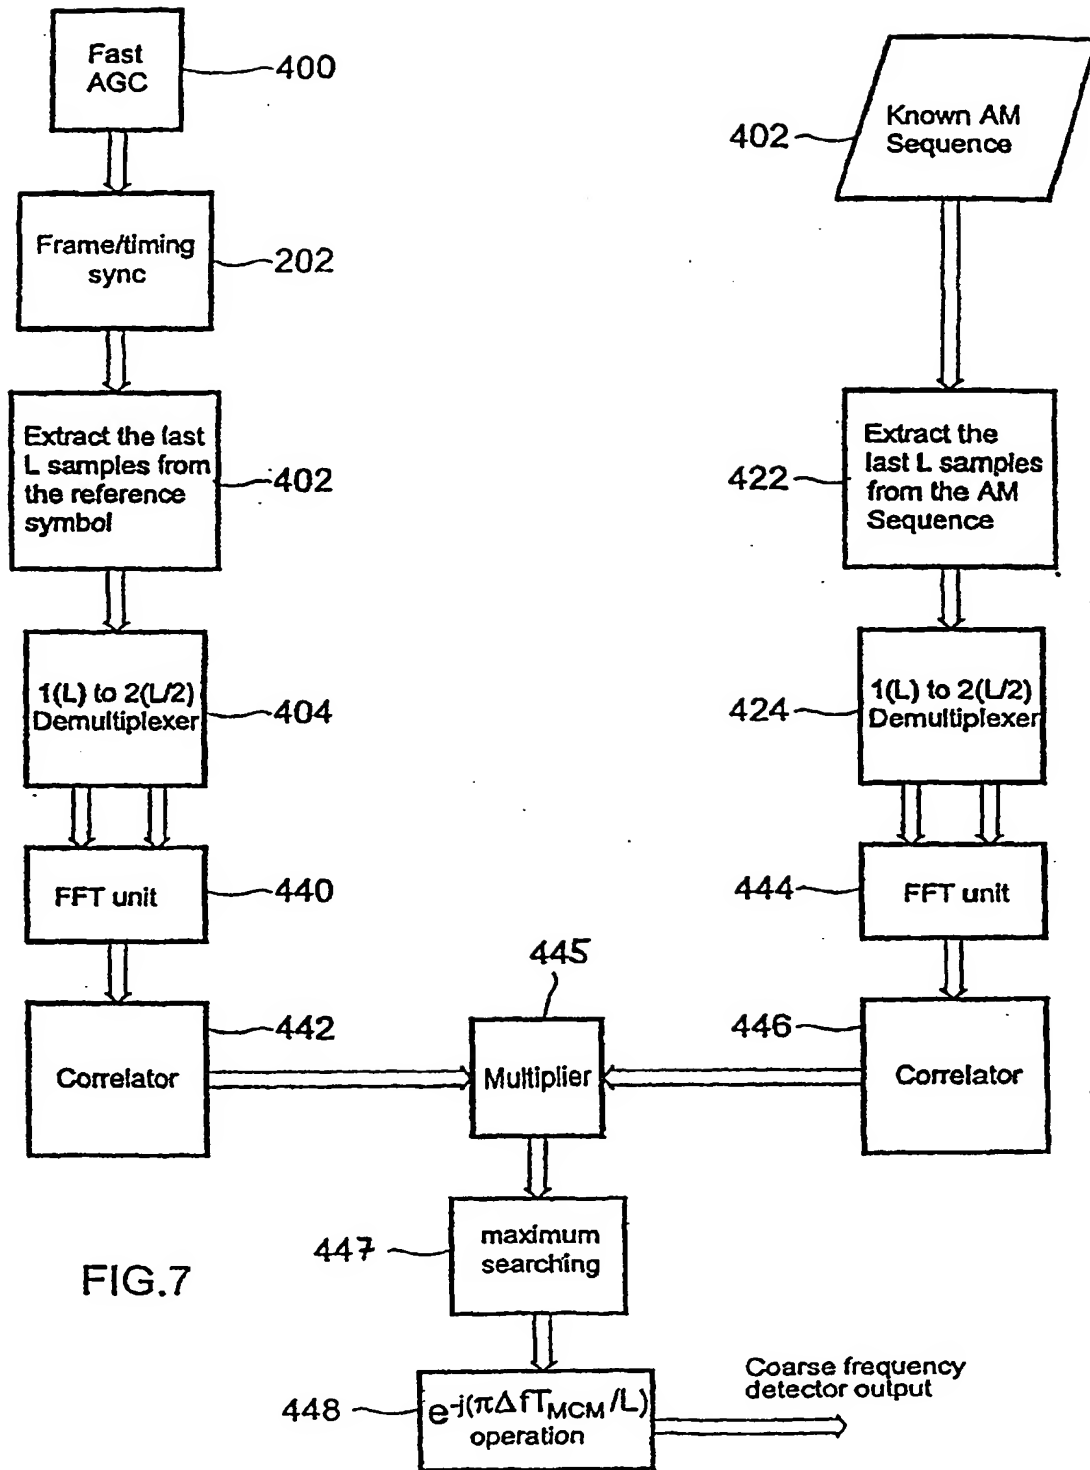 Fast
AGC
400
Known AM
Sequence
402
Frame/timing
sync
202
Extract the last
L samples from
the reference
symbol
402
Extract the
last L samples
from the AM
Sequence
422
1(L) to 2(L/2)
Demultiplexer
404
1(L) to 2(L/2)
Demultiplexer
424
FFT unit
440
FFT unit
444
Correlator
442
445
Multiplier
Correlator
446
maximum
searching
447
FIG.7
e-j(πΔfTMCM/L)
operation
448
Coarse frequency
detector output